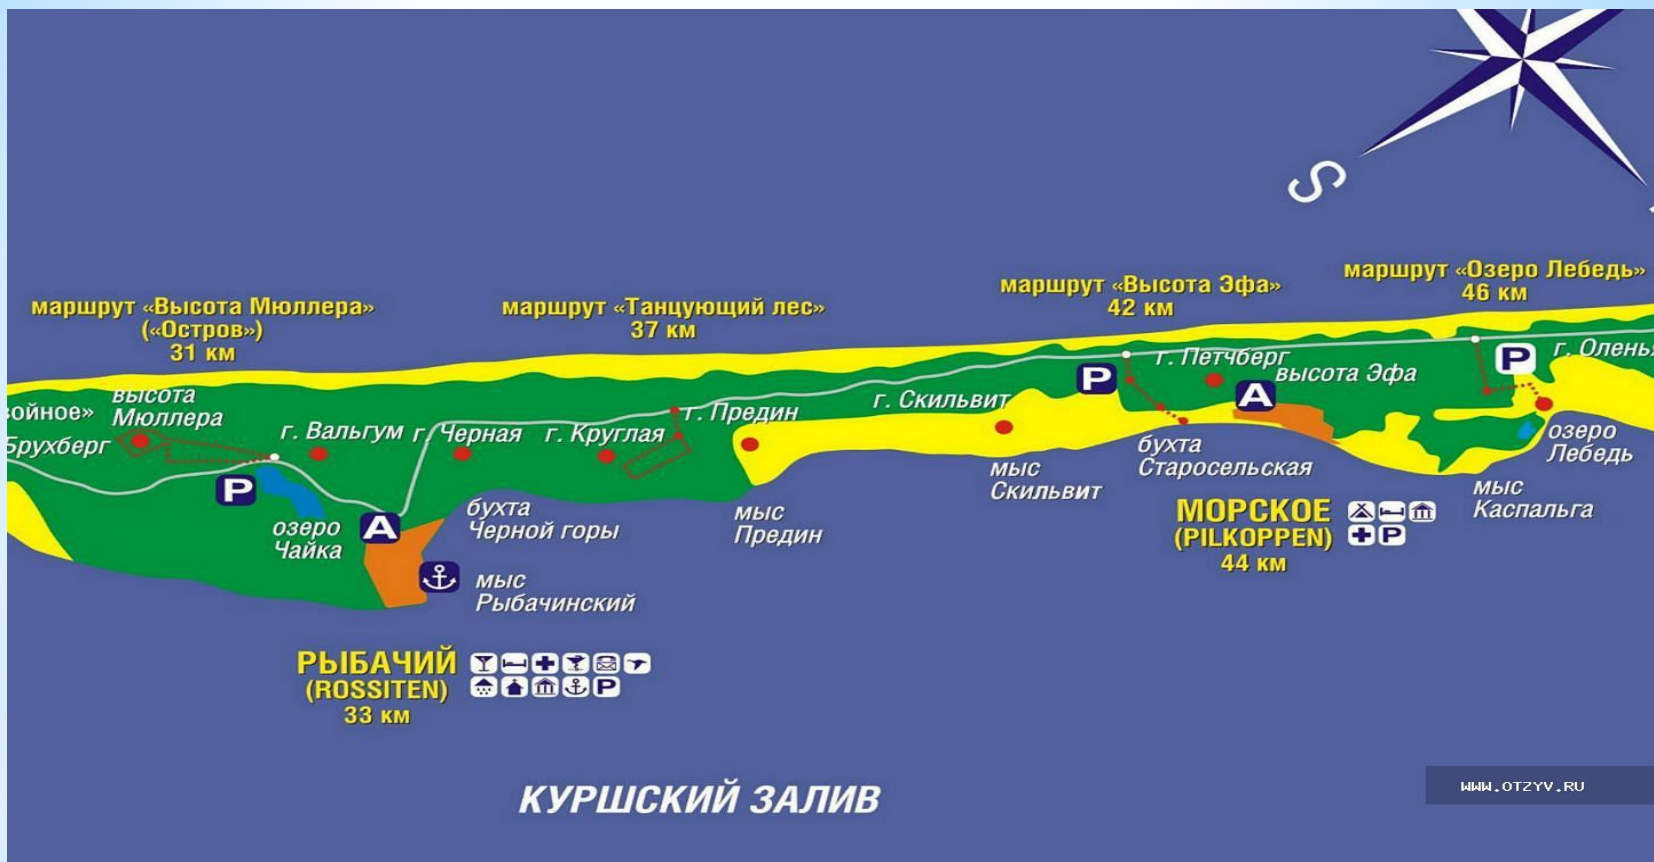 S
маршрут «Озеро Лебедь»
46 км
маршрут «Высота Эфа»
42 км
маршрут «Высота Мюллера»
(«Остров»)
31 км
маршрут «Танцующий лес»
37 км
P
г. Оленья
г. Петчберг
высота Эфа
P
A
высота
Мюллера
г. Скильвит
г. Предин
войное»
Брухберг
г. Вальгум
г. Черная
г. Круглая
озеро
Лебедь
бухта
Старосельская
мыс
Скильвит
мыс
Каспальга
P
озеро
Чайка
A
бухта
Черной горы
мыс
Предин
МОРСКОЕ
(PILKOPPEN)
44 км
P
мыс
Рыбачинский
РЫБАЧИЙ
(ROSSITEN)
33 км
P
WWW.OTZYV.RU
КУРШСКИЙ ЗАЛИВ